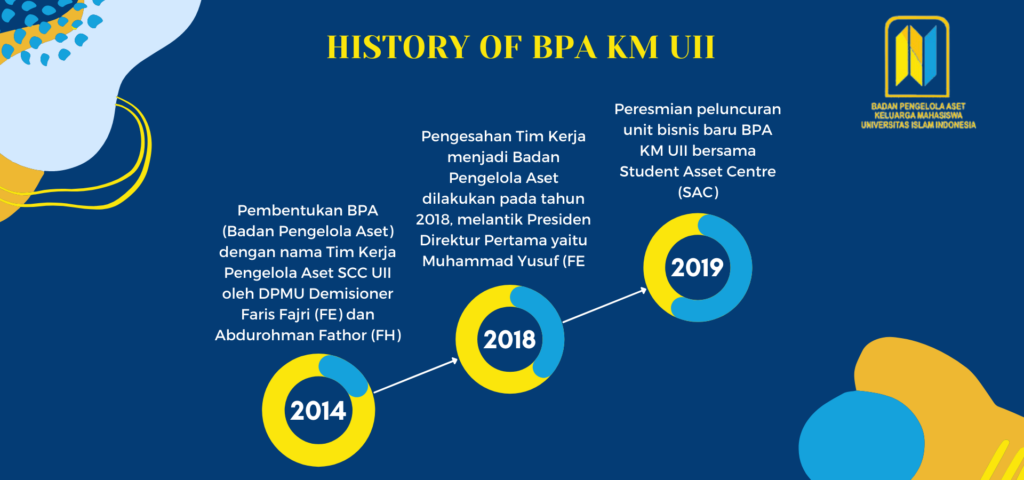 HISTORY OF BPA KM UII
BADAN PENGELOLA ASET
KELUARGA MAHASISWA
UNIVERSITAS ISLAM INDONESIA
Pembentukan BPA
(Badan Pengelola Aset)
dengan nama Tim Kerja
Pengelola Aset SCC UII
oleh DPMU Demisioner
Faris Fajri (FE) dan
Abdurohman Fathor (FH)
2014
Pengesahan Tim Kerja
menjadi Badan
Pengelola Aset
dilakukan pada tahun
2018, melantik Presiden
Direktur Pertama yaitu
Muhammad Yusuf (FE
2018
Peresmian peluncuran
unit bisnis baru BPA
KM UII bersama
Student Asset Centre
(SAC)
2019